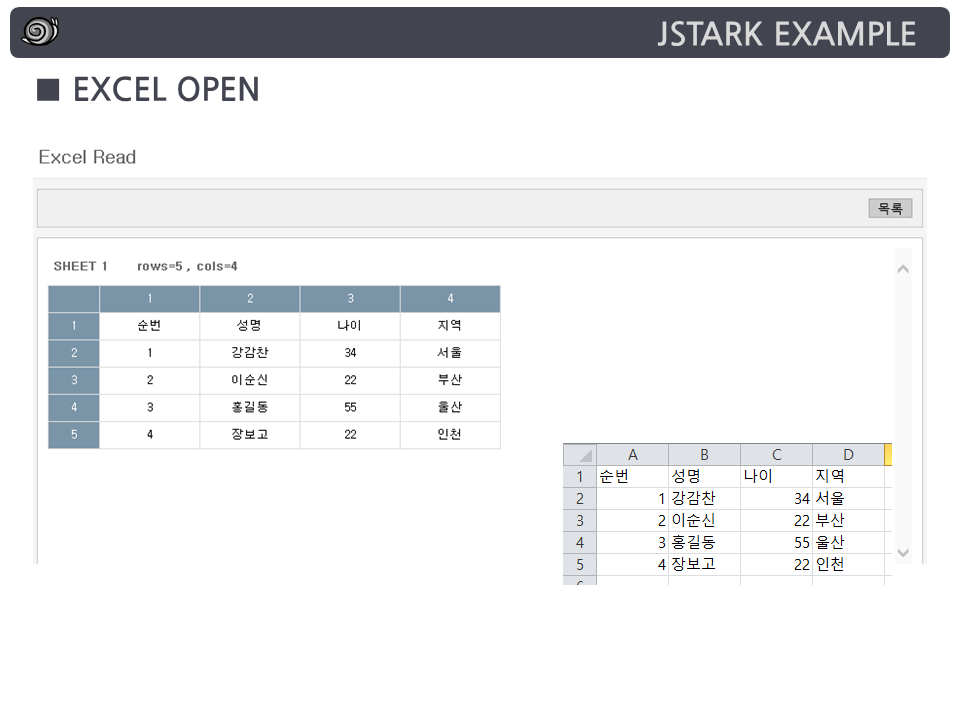 JSTARK EXAMPLE
■ EXCEL OPEN
Excel Read
목록
SHEET 1 rows=5 , cols=4
1 2 3 4
1 순번 성명 나이 지역
2 1 강감찬 34 서울
3 2 이순신 22 부산
4 3 홍길동 55 울산
5 4 장보고 22 인천
A B C D
1 순번 성명 나이 지역
2 1 강감찬 34 서울
3 2 이순신 22 부산
4 3 홍길동 55 울산
5 4 장보고 22 인천